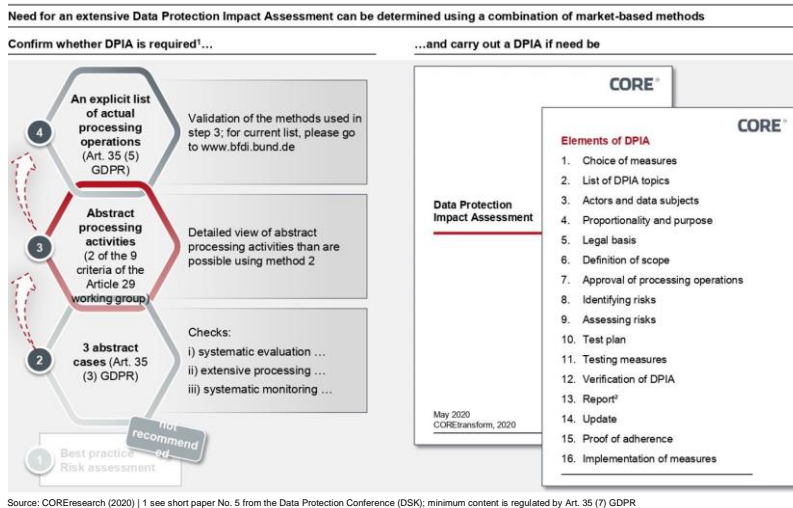 Need for an extensive Data Protection Impact Assessment can be determined using a combination of market-based methods
Confirm whether DPIA is required¹…
4
An explicit list
of actual
processing
operations
(Art. 35 (5)
GDPR)
Validation of the methods used in
step 3; for current list, please go
to www.bfdi.bund.de
3
Abstract
processing
activities
(2 of the 9
criteria of the
Article 29
working group)
Detailed view of abstract
processing activities than are
possible using method 2
2
3 abstract
cases (Art. 35
(3) GDPR)
Checks:
i) systematic evaluation …
ii) extensive processing …
iii) systematic monitoring …
not
recommend
ed
1
Best practice
Risk assessment
…and carry out a DPIA if need be
CORE
Data Protection
Impact Assessment
May 2020
COREtransform, 2020
CORE
Elements of DPIA
1. Choice of measures
2. List of DPIA topics
3. Actors and data subjects
4. Proportionality and purpose
5. Legal basis
6. Definition of scope
7. Approval of processing operations
8. Identifying risks
9. Assessing risks
10. Test plan
11. Testing measures
12. Verification of DPIA
13. Report²
14. Update
15. Proof of adherence
16. Implementation of measures
Source: COREresearch (2020) | 1 see short paper No. 5 from the Data Protection Conference (DSK); minimum content is regulated by Art. 35 (7) GDPR